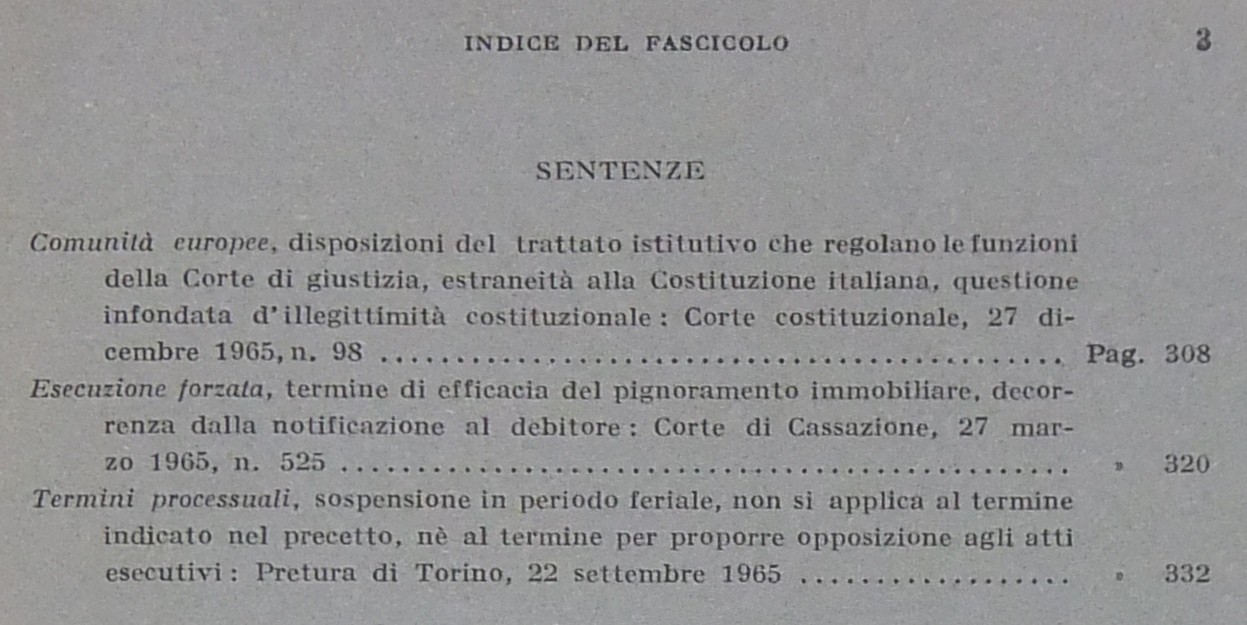 INDICE DEL FASCICOLO 3
SENTENZE
Comunità europee, disposizioni del trattato istitutivo che regolano le funzioni
della Corte di giustizia, estraneità alla Costituzione italiana, questione
infondata d'illegittimità costituzionale : Corte costituzionale, 27 di-
cembre 1965, n. 98 .............................................. Pag. 308
Esecuzione forzata, termine di efficacia del pignoramento immobiliare, decor-
renza dalla notificazione al debitore : Corte di Cassazione, 27 mar-
zo 1965, n. 525 ................................................. » 320
Termini processuali, sospensione in periodo feriale, non si applica al termine
indicato nel precetto, nè al termine per proporre opposizione agli atti
esecutivi : Pretura di Torino, 22 settembre 1965 .................. » 332